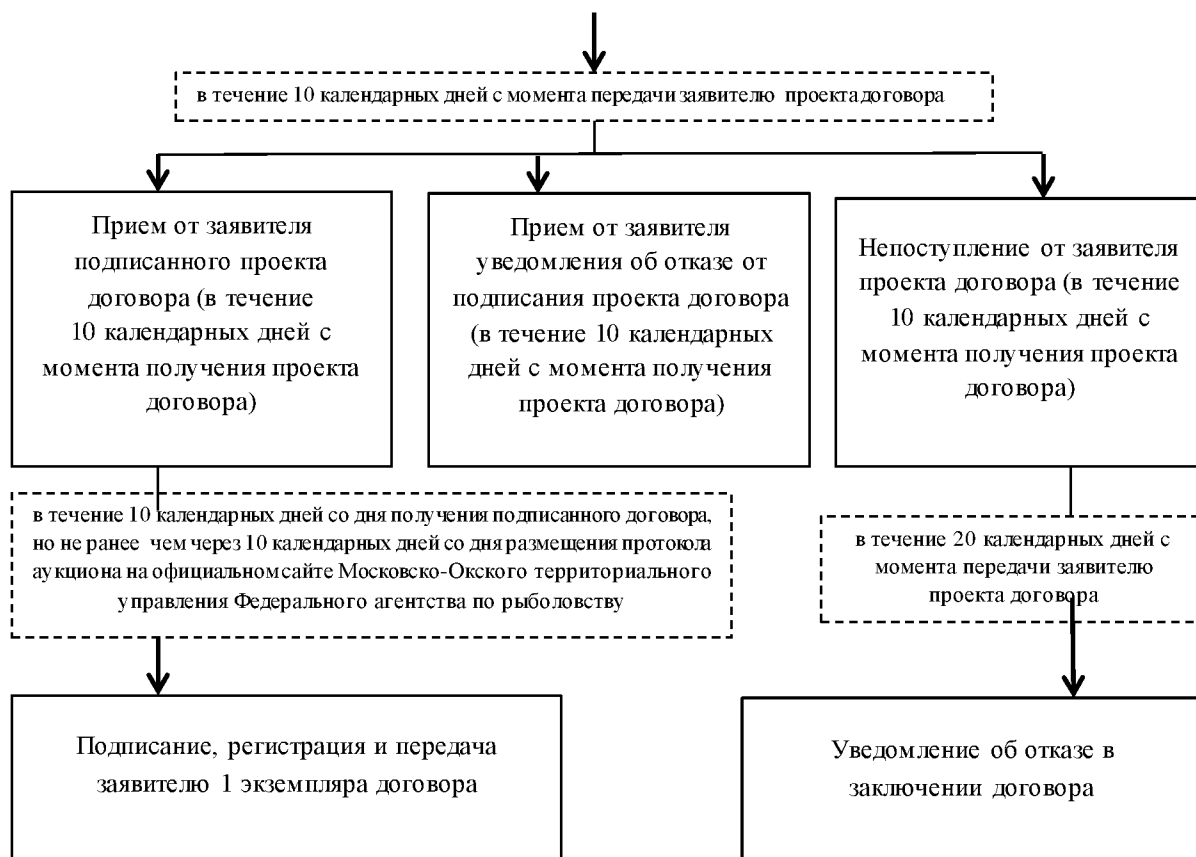 в течение 10 календарных дней с момента передачи заявителю проекта договора
Прием от заявителя
подписанного проекта
договора (в течение
10 календарных дней с
момента получения проекта
договора)
Прием от заявителя
уведомления об отказе от
подписания проекта договора
(в течение 10 календарных
дней с момента получения
проекта договора)
Непоступление от заявителя
проекта договора (в течение
10 календарных дней с
момента получения проекта
договора)
в течение 10 календарных дней со дня получения подписанного договора,
но не ранее чем через 10 календарных дней со дня размещения протокола
аукциона на официальном сайте Московско-Окского территориального
управления Федерального агентства по рыболовству
в течение 20 календарных дней с
момента передачи заявителю
проекта договора
Подписание, регистрация и передача
заявителю 1 экземпляра договора
Уведомление об отказе в
заключении договора